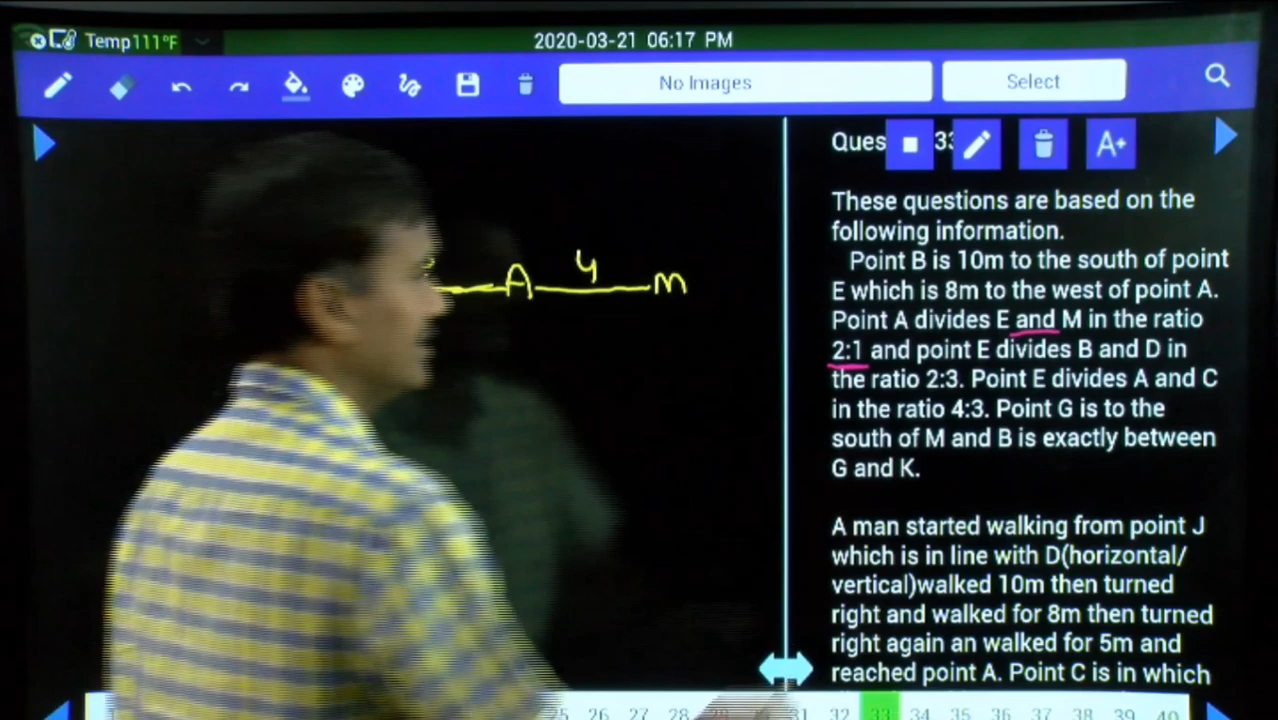 Temp111°F
2020-03-21 06:17 PM
No Images
Select
A+
These questions are based on the
following information.
Point B is 10m to the south of point
E which is 8m to the west of point A.
Point A divides E and M in the ratio
2:1 and point E divides B and D in
the ratio 2:3. Point E divides A and C
in the ratio 4:3. Point G is to the
south of M and B is exactly between
G and K.
A man started walking from point J
which is in line with D(horizontal/
vertical)walked 10m then turned
right and walked for 8m then turned
right again an walked for 5m and
reached point A. Point C is in which
A 4 M
26 27 28 31 32 33 34 35 36 37 38 39 40